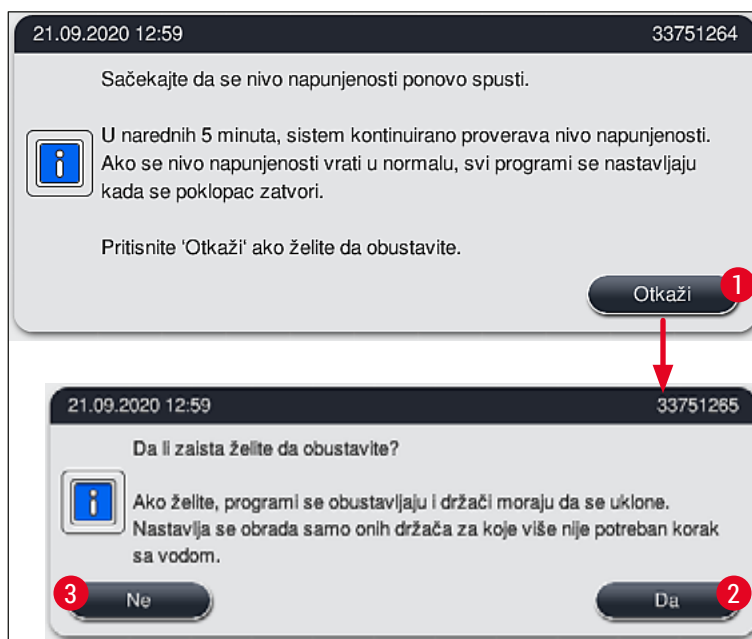 21.09.2020 12:59 33751264
Sačekajte da se nivo napunjenosti ponovo spusti.
U narednih 5 minuta, sistem kontinuirano proverava nivo napunjenosti.
Ako se nivo napunjenosti vrati u normalu, svi programi se nastavljaju
kada se poklopac zatvori.
Pritisnite 'Otkaži' ako želite da obustavite.
Otkaži 1
21.09.2020 12:59 33751265
Da li zaista želite da obustavite?
Ako želite, programi se obustavljaju i držači moraju da se uklone.
Nastavlja se obrada samo onih držača za koje više nije potreban korak
sa vodom.
3 Ne Da 2